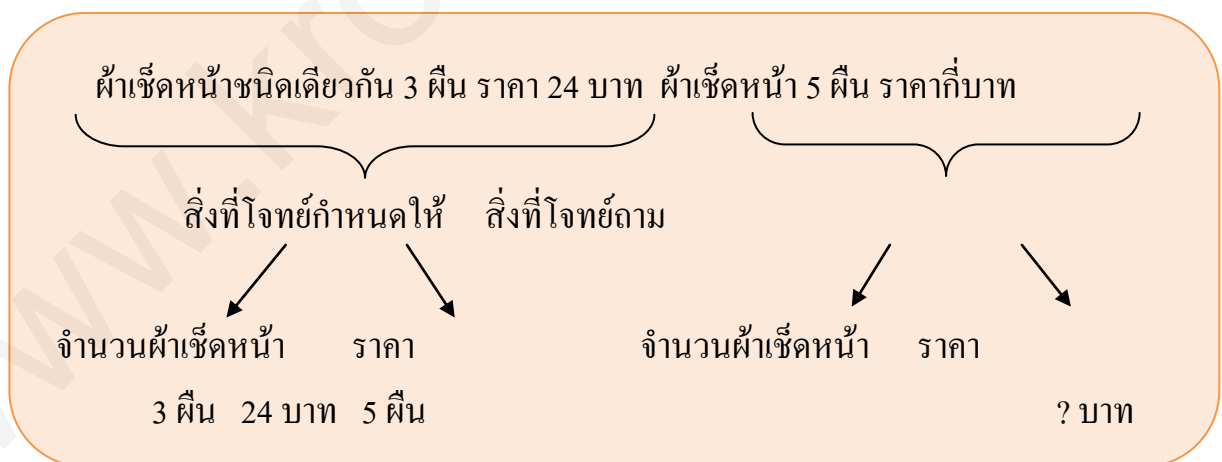 ผ้าเช็ดหน้าชนิดเดียวกัน 3 ผืน ราคา 24 บาท ผ้าเช็ดหน้า 5 ผืน ราคากี่บาท
สิ่งที่โจทย์กำหนดให้ สิ่งที่โจทย์ถาม
จำนวนผ้าเช็ดหน้า ราคา จำนวนผ้าเช็ดหน้า ราคา
3 ผืน 24 บาท 5 ผืน ? บาท
www.kro